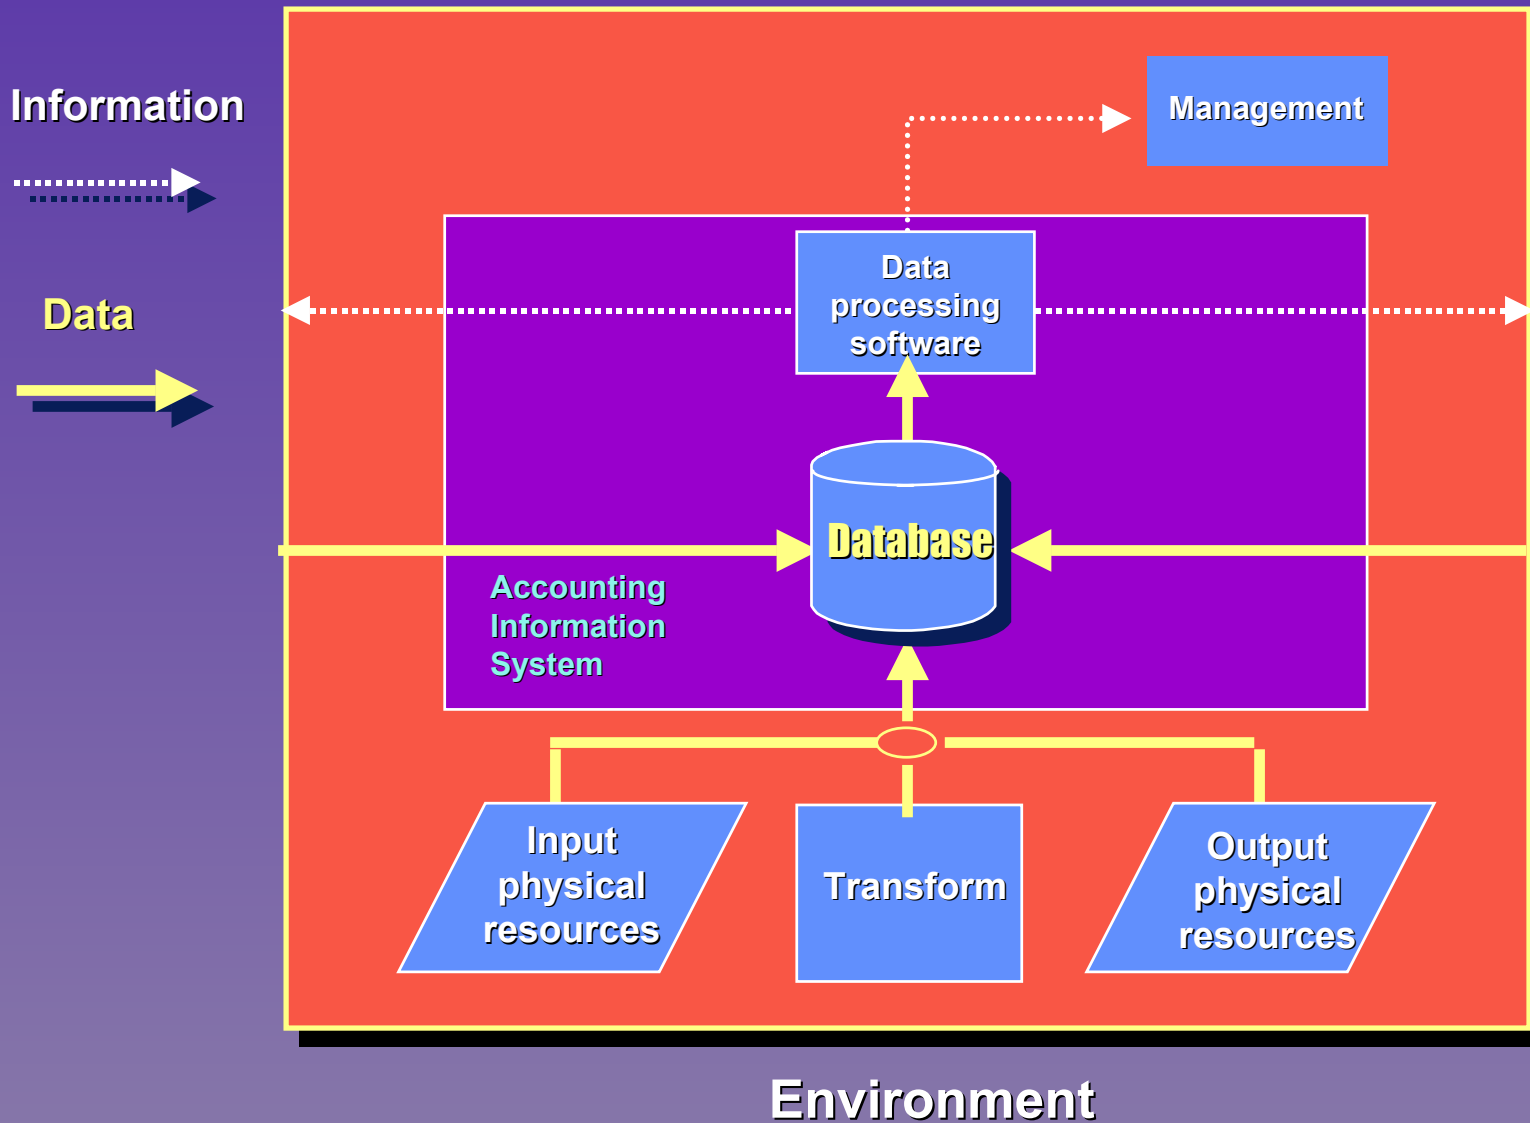 Information
Data
Management
Data
processing
software
Database
Accounting
Information
System
Input
physical
resources
Transform
Output
physical
resources
Environment